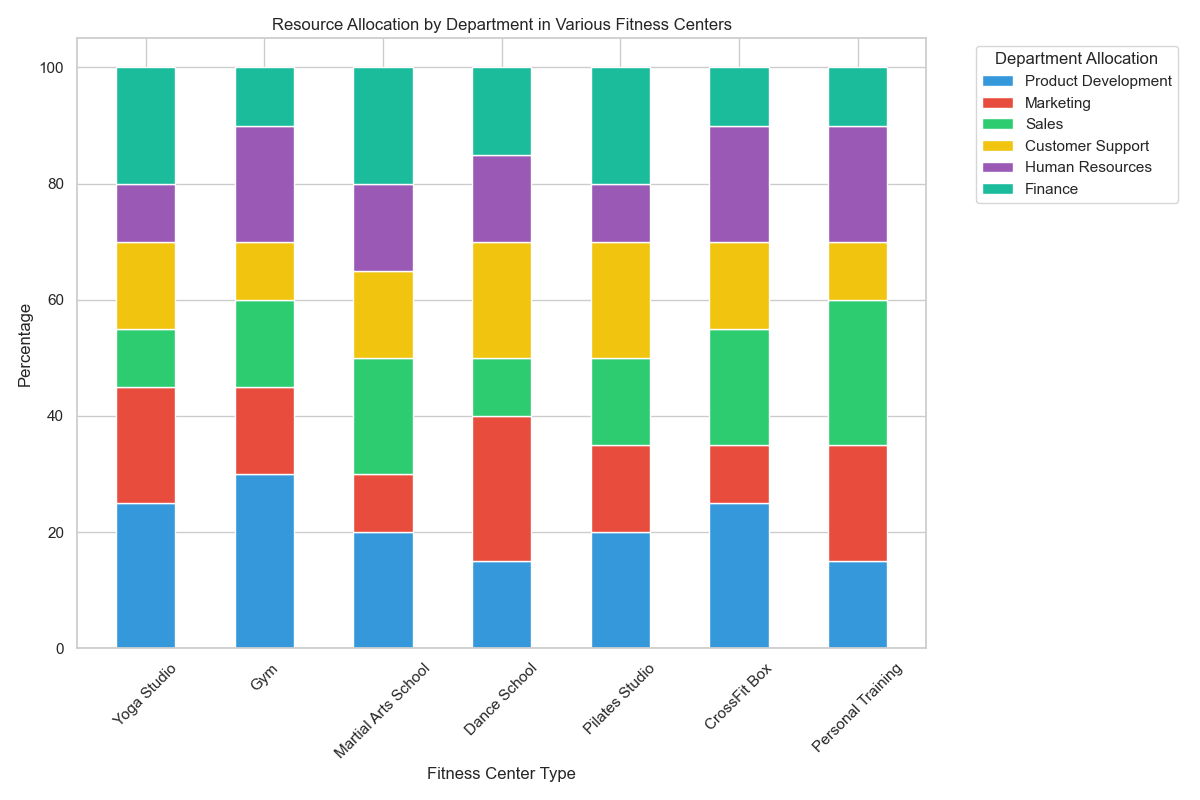 Resource Allocation by Department in Various Fitness Centers
Department Allocation
Product Development
Marketing
Sales
Customer Support
Human Resources
Finance
Percentage
100
80
60
40
20
0
Yoga Studio
Gym
Martial Arts School
Dance School
Pilates Studio
CrossFit Box
Personal Training
Fitness Center Type